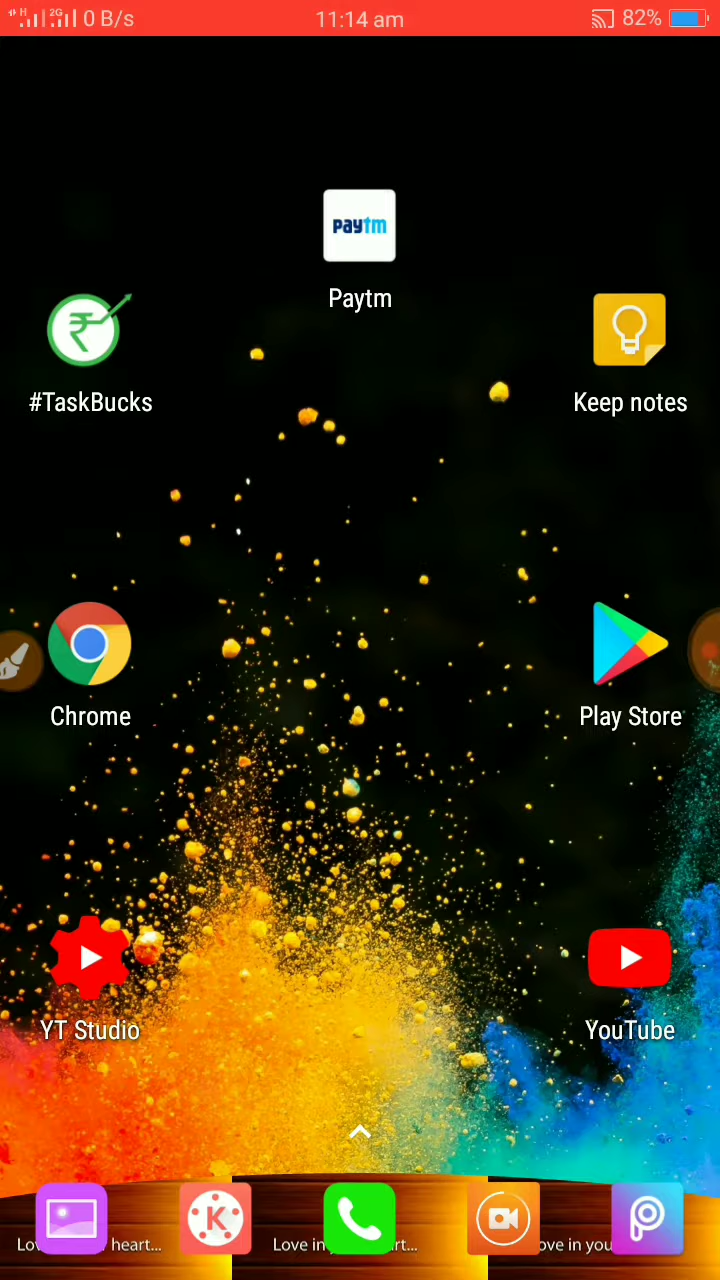 H 2G 0 B/s 11:14 am 82%
paytm
Paytm
₹
#TaskBucks
Keep notes
Chrome
Play Store
YT Studio
YouTube
K
heart... Love in ove in you